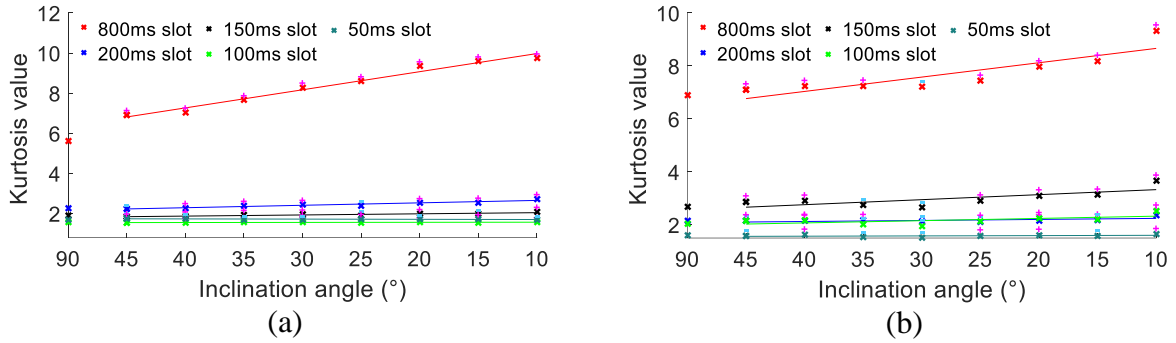 12
10
8
6
4
2
Kurtosis value
800ms slot
150ms slot
50ms slot
200ms slot
100ms slot
90 45 40 35 30 25 20 15 10
Inclination angle (°)
(a)
10
8
6
4
2
Kurtosis value
800ms slot
150ms slot
50ms slot
200ms slot
100ms slot
90 45 40 35 30 25 20 15 10
Inclination angle (°)
(b)